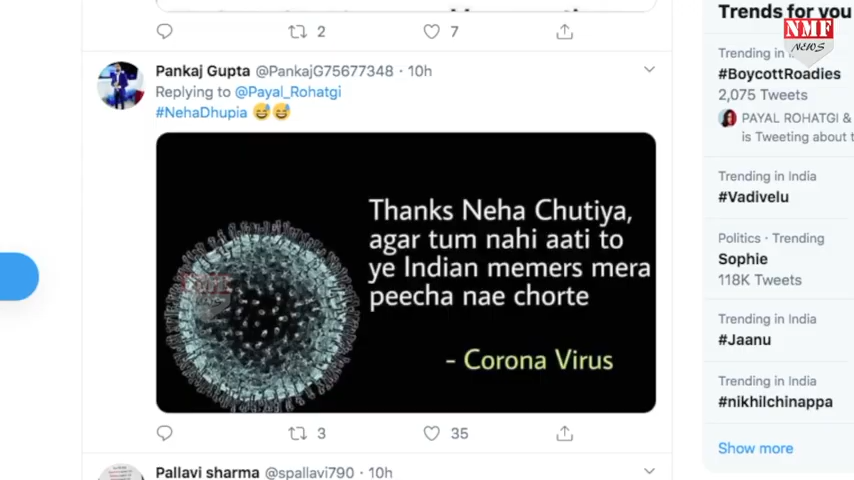 2
7
Pankaj Gupta @PankajG75677348 · 10h
Replying to @Payal_Rohatgi
#NehaDhupia 😅😅
Thanks Neha Chutiya,
agar tum nahi aati to
ye Indian memers mera
peecha nae chorte
- Corona Virus
NMF
3
35
Pallavi sharma @spallavi790 · 10h
Trends for you
NMF
NEWS
Trending in
#BoycottRoadies
2,075 Tweets
PAYAL ROHATGI &
is Tweeting about t
Trending in India
#Vadivelu
Politics · Trending
Sophie
118K Tweets
Trending in India
#Jaanu
Trending in India
#nikhilchinappa
Show more